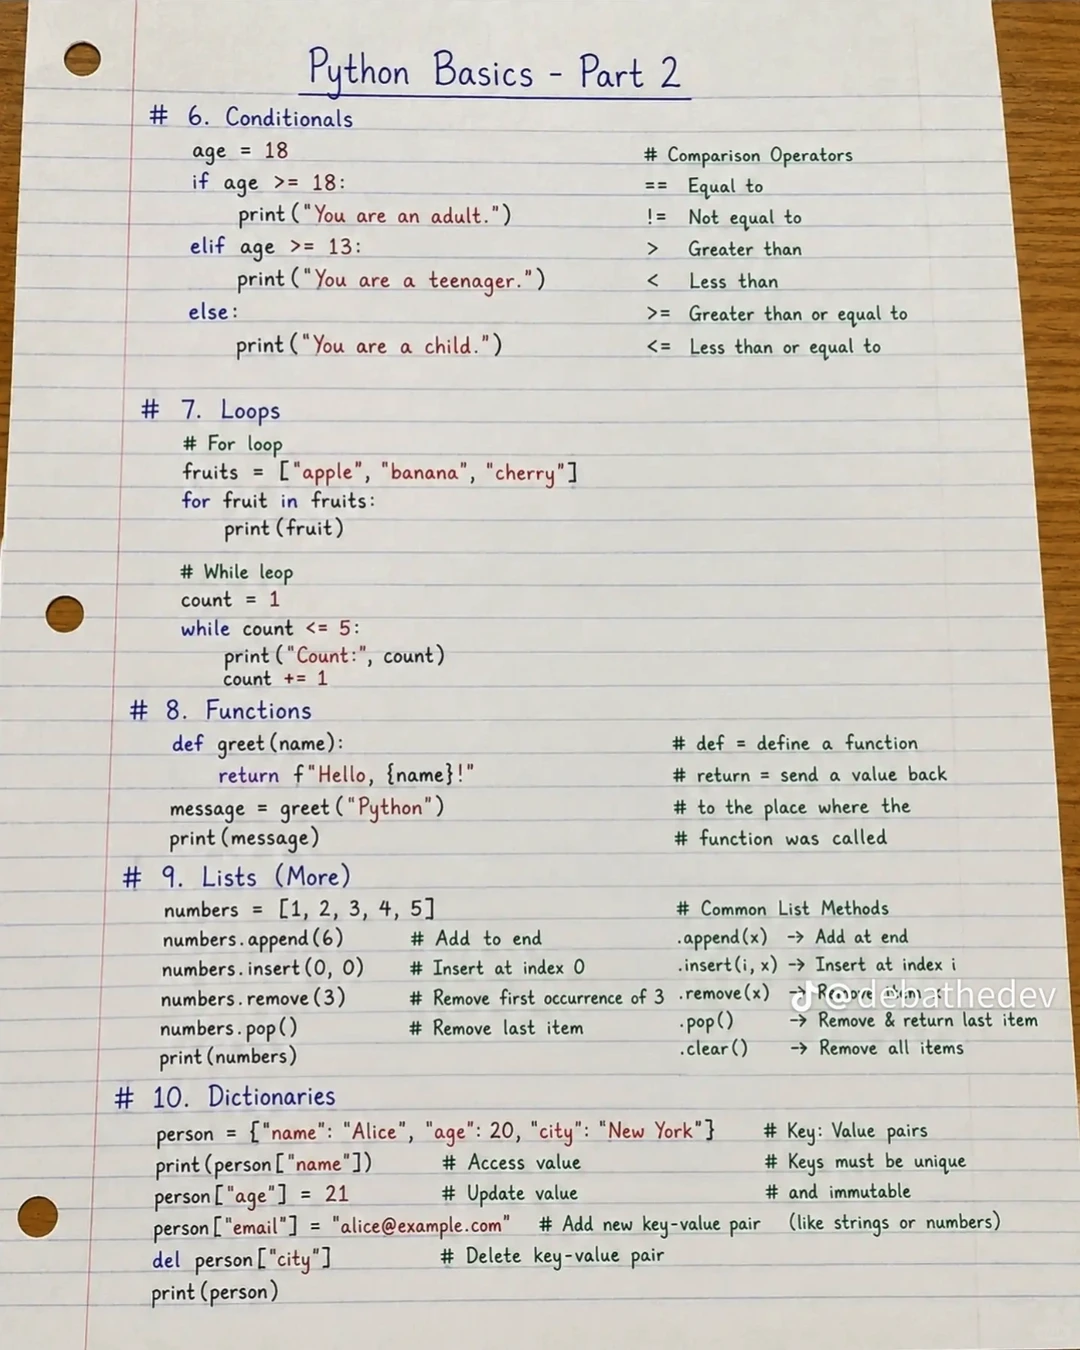 Python Basics - Part 2
# 6. Conditionals
age = 18
if age >= 18:
print("You are an adult.")
elif age >= 13:
print("You are a teenager.")
else:
print("You are a child.")
# Comparison Operators
== Equal to
!= Not equal to
> Greater than
< Less than
>= Greater than or equal to
<= Less than or equal to
# 7. Loops
# For loop
fruits = ["apple", "banana", "cherry"]
for fruit in fruits:
print(fruit)
# While leop
count = 1
while count <= 5:
print("Count:", count)
count += 1
# 8. Functions
def greet(name):
return f"Hello, {name}!"
message = greet("Python")
print(message)
# def = define a function
# return = send a value back
# to the place where the
# function was called
# 9. Lists (More)
numbers = [1, 2, 3, 4, 5]
numbers.append(6) # Add to end
numbers.insert(0, 0) # Insert at index 0
numbers.remove(3) # Remove first occurrence of 3
numbers.pop() # Remove last item
print(numbers)
# Common List Methods
.append(x) → Add at end
.insert(i, x) → Insert at index i
.remove(x) → Remove item
.pop() → Remove & return last item
.clear() → Remove all items
@debathedev
# 10. Dictionaries
person = {"name": "Alice", "age": 20, "city": "New York"}
print(person["name"]) # Access value
person["age"] = 21 # Update value
person["email"] = "alice@example.com" # Add new key-value pair
del person["city"] # Delete key-value pair
print(person)
# Key: Value pairs
# Keys must be unique
# and immutable
(like strings or numbers)